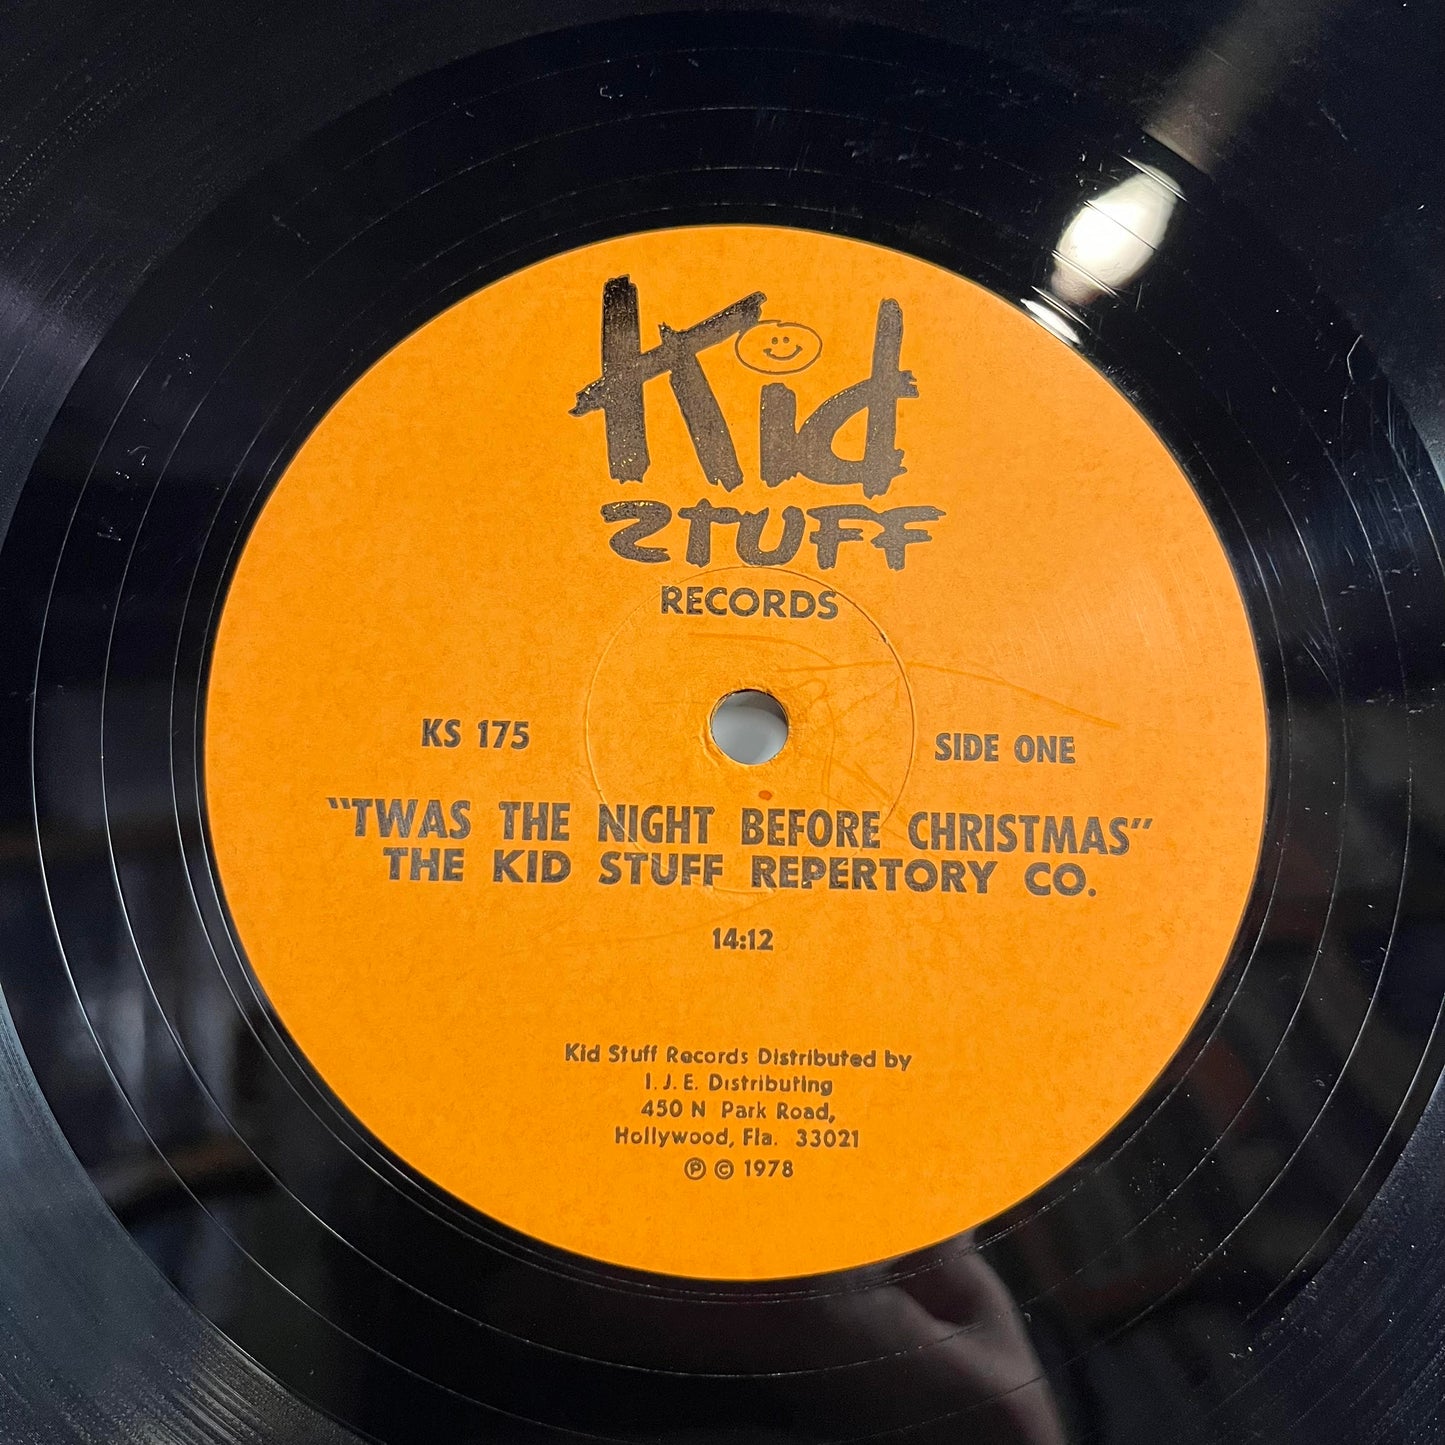 Kid
STUFF
RECORDS
KS 175
SIDE ONE
"TWAS THE NIGHT BEFORE CHRISTMAS"
THE KID STUFF REPERTORY CO.
14:12
Kid Stuff Records Distributed by
I. J. E. Distributing
450 N Park Road,
Hollywood, Fla. 33021
℗ © 1978